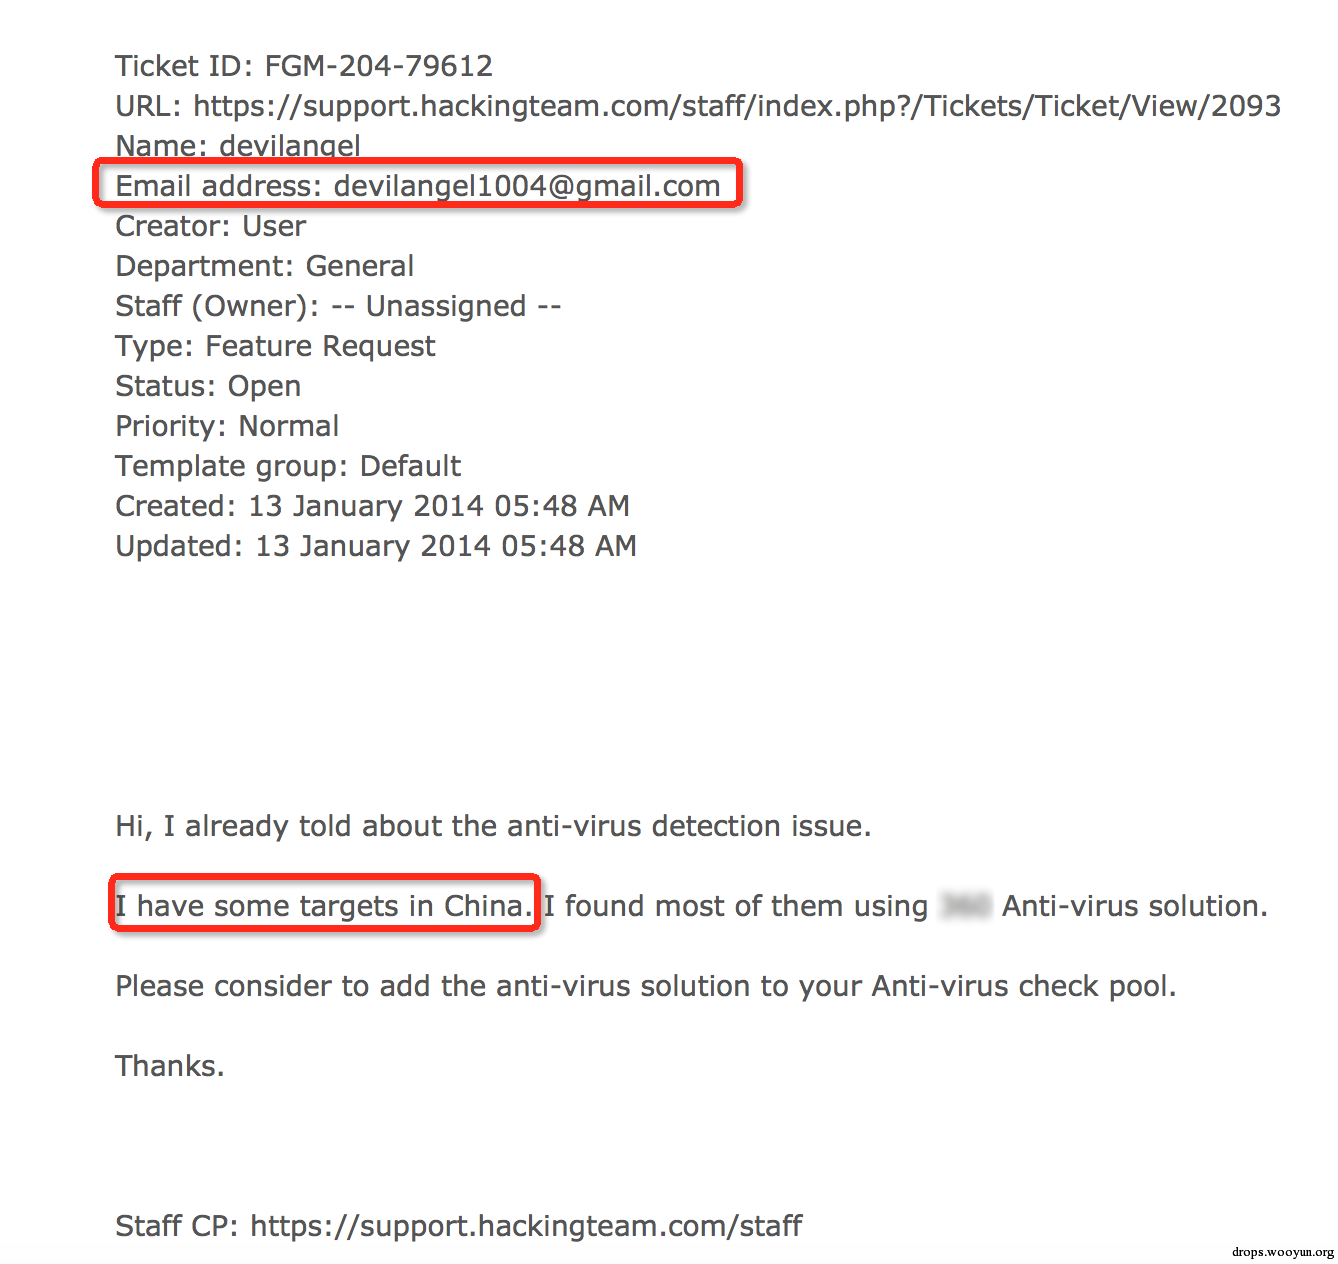 Ticket ID: FGM-204-79612
URL: https://support.hackingteam.com/staff/index.php?/Tickets/Ticket/View/2093
Name: devilangel
Email address: devilangel1004@gmail.com
Creator: User
Department: General
Staff (Owner): -- Unassigned --
Type: Feature Request
Status: Open
Priority: Normal
Template group: Default
Created: 13 January 2014 05:48 AM
Updated: 13 January 2014 05:48 AM
Hi, I already told about the anti-virus detection issue.
I have some targets in China. I found most of them using Anti-virus solution.
Please consider to add the anti-virus solution to your Anti-virus check pool.
Thanks.
Staff CP: https://support.hackingteam.com/staff
drops.wooyun.org